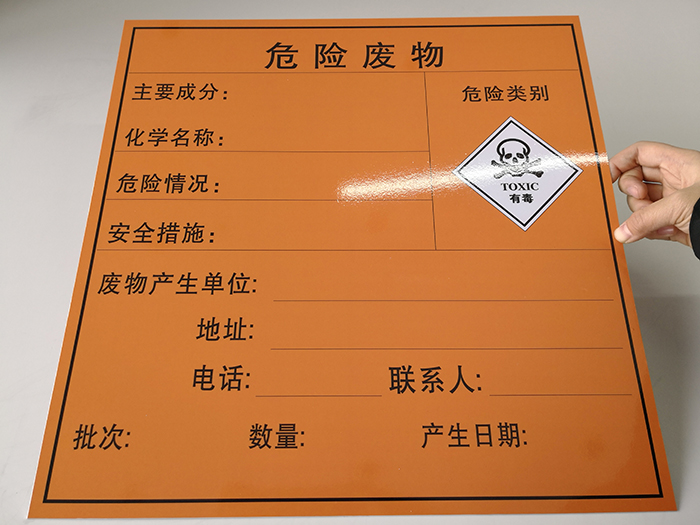 危险废物
主要成分：
化学名称：
危险情况：
安全措施：
危险类别
TOXIC
有毒
废物产生单位:
地址:
电话:
联系人:
批次:
数量:
产生日期: